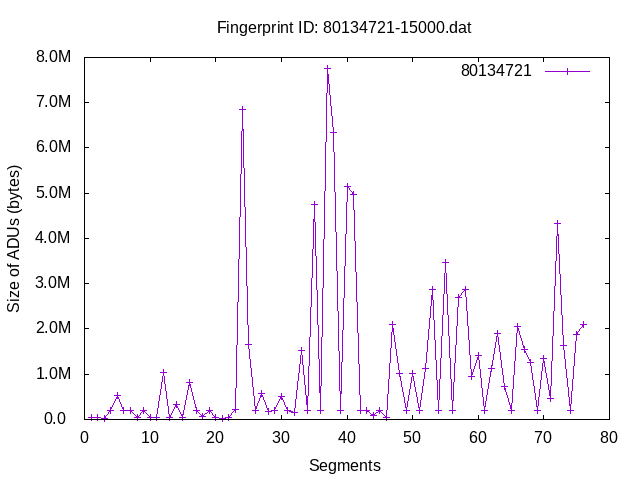 Fingerprint ID: 80134721-15000.dat
80134721
8.0M
7.0M
6.0M
5.0M
4.0M
3.0M
2.0M
1.0M
0.0
Size of ADUs (bytes)
0 10 20 30 40 50 60 70 80
Segments